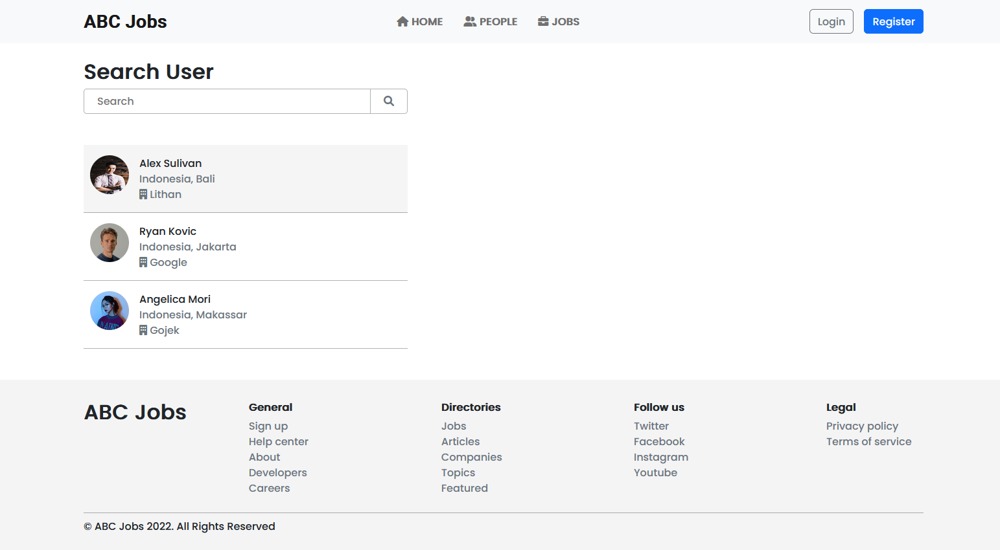 ABC Jobs
HOME
PEOPLE
JOBS
Login
Register
Search User
Search
Alex Sulivan
Indonesia, Bali
Lithan
Ryan Kovic
Indonesia, Jakarta
Google
Angelica Mori
Indonesia, Makassar
Gojek
ABC Jobs
General
Sign up
Help center
About
Developers
Careers
Directories
Jobs
Articles
Companies
Topics
Featured
Follow us
Twitter
Facebook
Instagram
Youtube
Legal
Privacy policy
Terms of service
© ABC Jobs 2022. All Rights Reserved